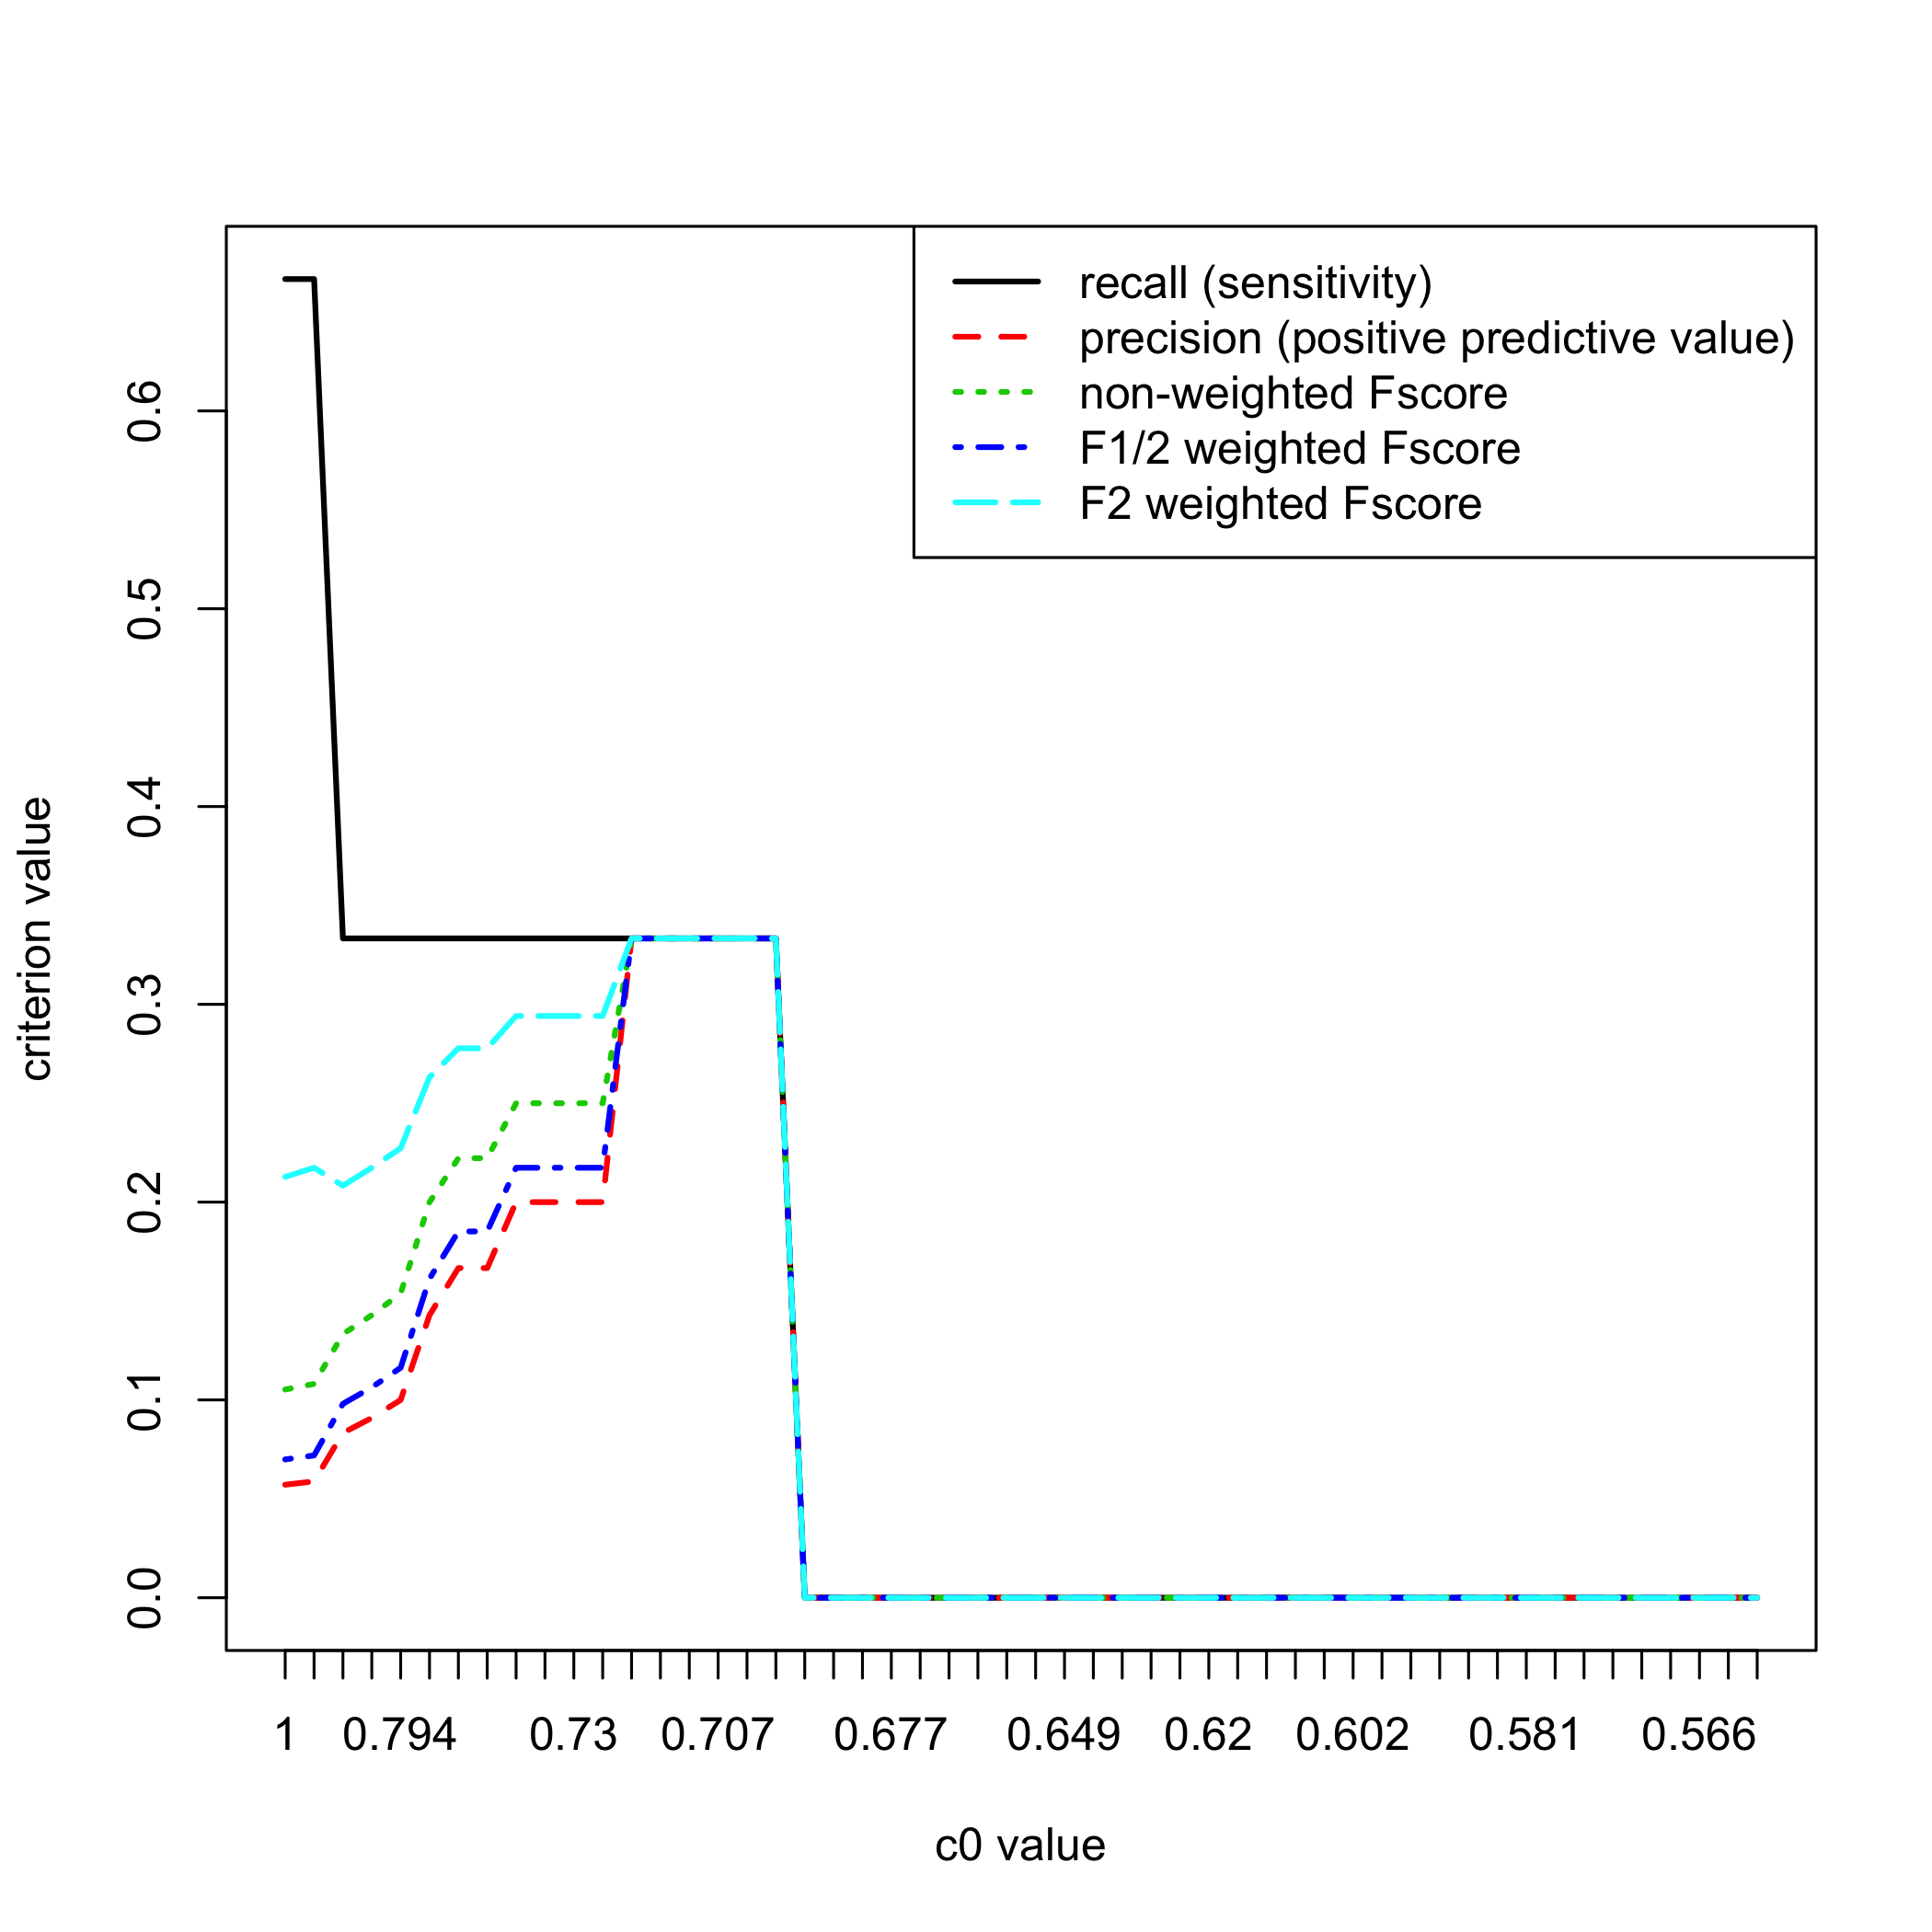 recall (sensitivity)
precision (positive predictive value)
non-weighted Fscore
F1/2 weighted Fscore
F2 weighted Fscore
criterion value
0.6
0.5
0.4
0.3
0.2
0.1
0.0
1 0.794 0.73 0.707 0.677 0.649 0.62 0.602 0.581 0.566
c0 value